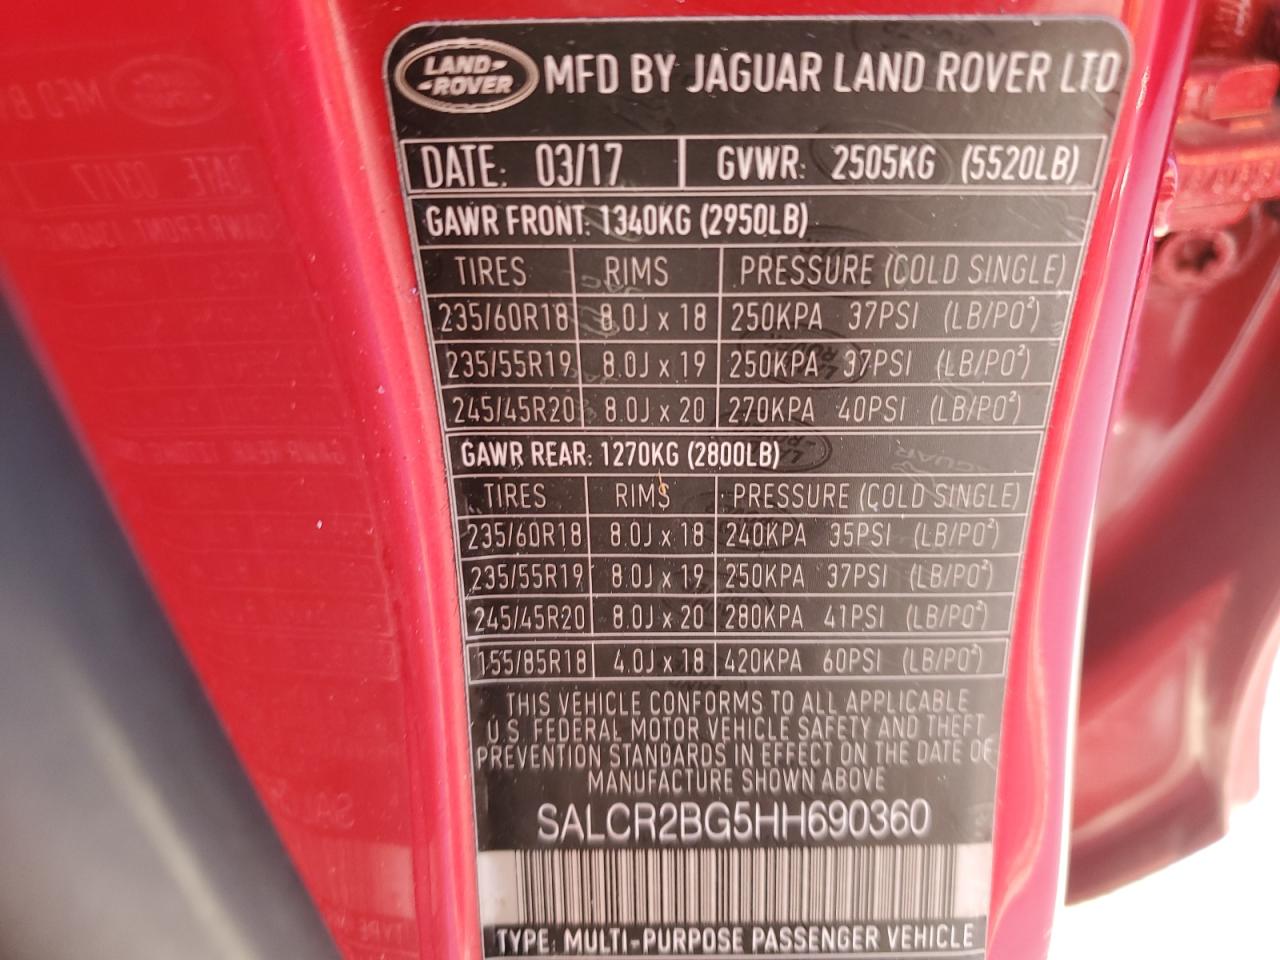 LAND-
-ROVER
MFD BY JAGUAR LAND ROVER LTD
DATE: 03/17 GVWR: 2505KG (5520LB)
GAWR FRONT: 1340KG (2950LB)
TIRES RIMS PRESSURE (COLD SINGLE)
235/60R18 8.0J x 18 250KPA 37PSI (LB/PO²)
235/55R19 8.0J x 19 250KPA 37PSI (LB/PO²)
245/45R20 8.0J x 20 270KPA 40PSI (LB/PO²)
GAWR REAR: 1270KG (2800LB)
TIRES RIMS PRESSURE (COLD SINGLE)
235/60R18 8.0J x 18 240KPA 35PSI (LB/PO²)
235/55R19 8.0J x 19 250KPA 37PSI (LB/PO²)
245/45R20 8.0J x 20 280KPA 41PSI (LB/PO²)
155/85R18 4.0J x 18 420KPA 60PSI (LB/PO²)
THIS VEHICLE CONFORMS TO ALL APPLICABLE
U.S. FEDERAL MOTOR VEHICLE SAFETY AND THEFT
PREVENTION STANDARDS IN EFFECT ON THE DATE OF
MANUFACTURE SHOWN ABOVE
SALCR2BG5HH690360
TYPE: MULTI-PURPOSE PASSENGER VEHICLE